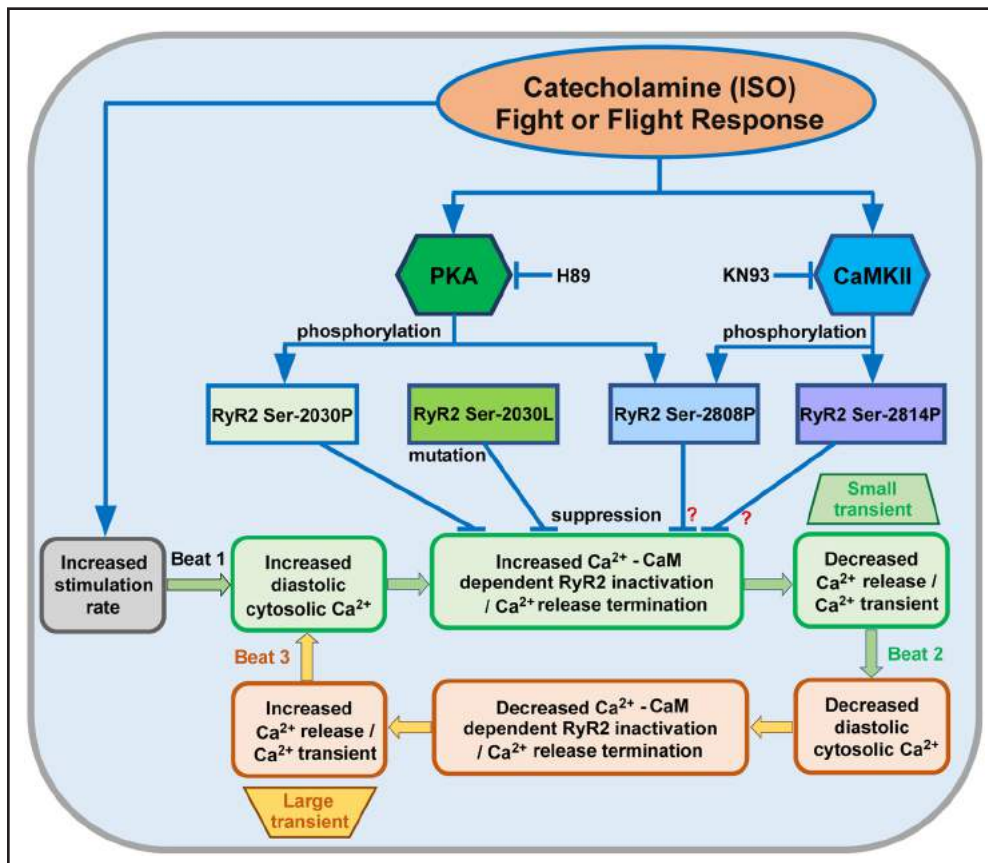 Catecholamine (ISO)
Fight or Flight Response
PKA
H89
KN93
CaMKII
phosphorylation
phosphorylation
RyR2 Ser-2030P
RyR2 Ser-2030L
RyR2 Ser-2808P
RyR2 Ser-2814P
mutation
suppression
?
?
Small
transient
Increased
stimulation
rate
Beat 1
Increased
diastolic
cytosolic Ca²⁺
Increased Ca²⁺ - CaM
dependent RyR2 inactivation
/ Ca²⁺ release termination
Decreased
Ca²⁺ release /
Ca²⁺ transient
Beat 3
Beat 2
Increased
Ca²⁺ release /
Ca²⁺ transient
Decreased Ca²⁺ - CaM
dependent RyR2 inactivation
/ Ca²⁺ release termination
Decreased
diastolic
cytosolic Ca²⁺
Large
transient